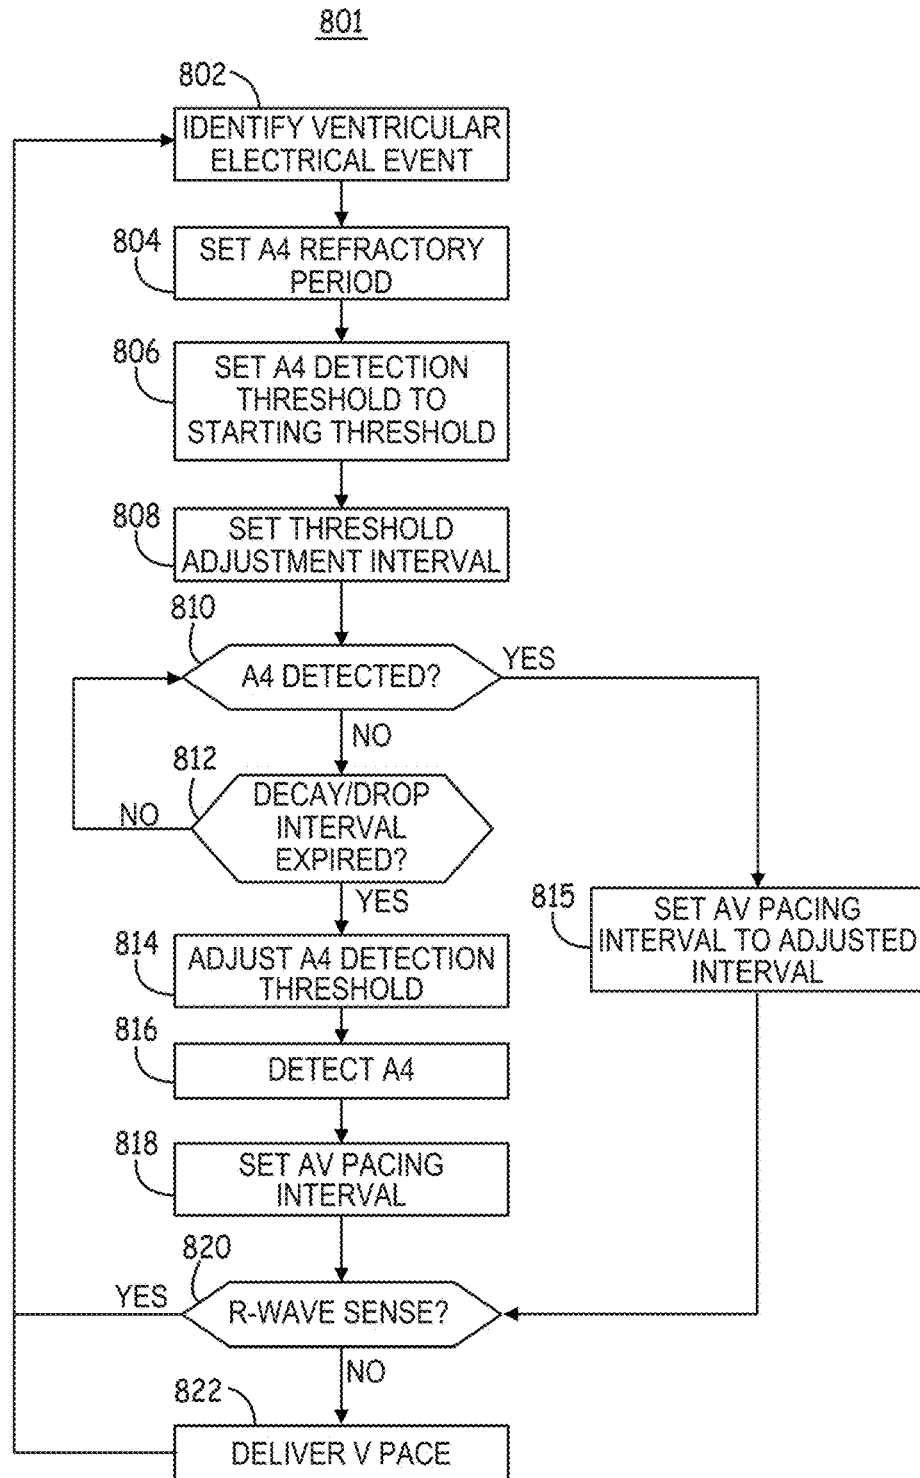 801
802
IDENTIFY VENTRICULAR
ELECTRICAL EVENT
804
SET A4 REFRACTORY
PERIOD
806
SET A4 DETECTION
THRESHOLD TO
STARTING THRESHOLD
808
SET THRESHOLD
ADJUSTMENT INTERVAL
810
A4 DETECTED?
YES
NO
812
DECAY/DROP
INTERVAL
EXPIRED?
NO
YES
814
ADJUST A4 DETECTION
THRESHOLD
815
SET AV PACING
INTERVAL TO ADJUSTED
INTERVAL
816
DETECT A4
818
SET AV PACING
INTERVAL
820
R-WAVE SENSE?
YES
NO
822
DELIVER V PACE